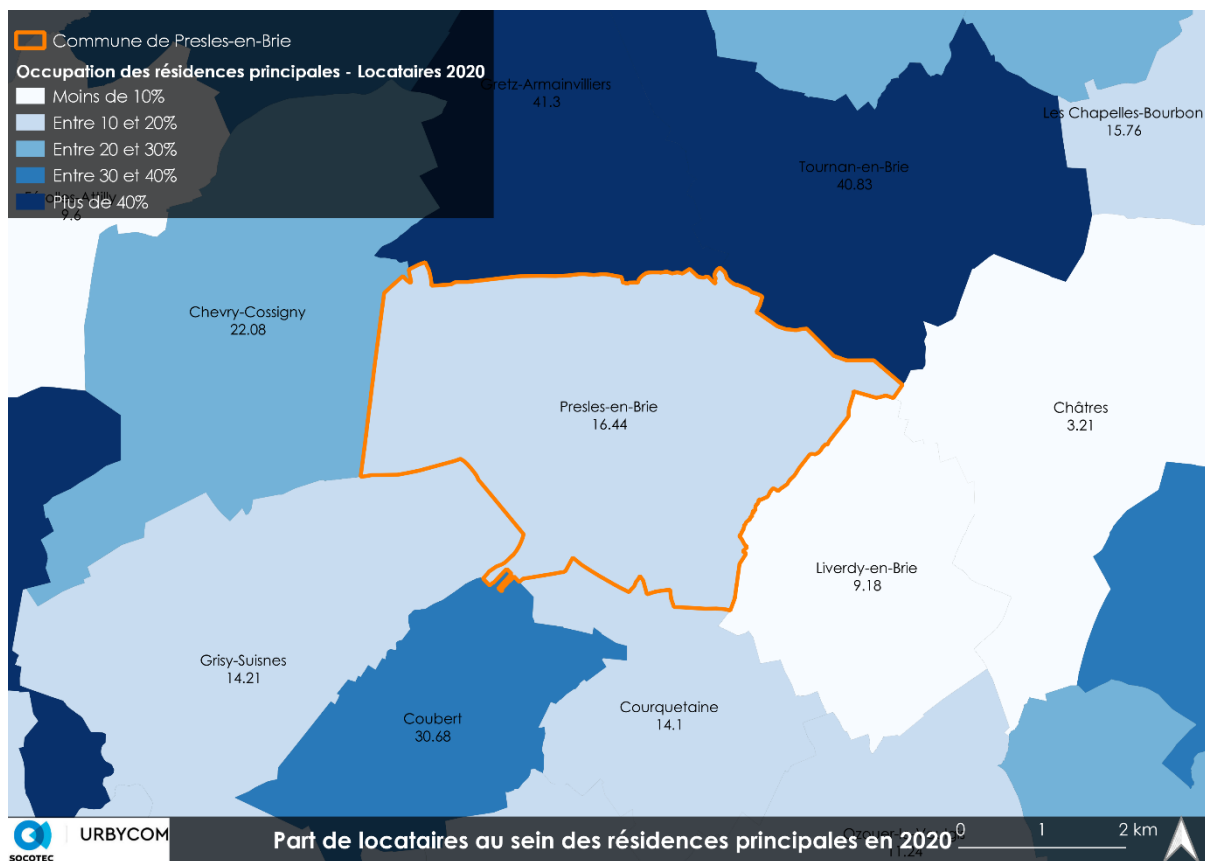 Commune de Presles-en-Brie
Occupation des résidences principales - Locataires 2020
Moins de 10%
Entre 10 et 20%
Entre 20 et 30%
Entre 30 et 40%
Plus de 40%
9.6
Gretz-Armainvilliers
41.3
Les Chapelles-Bourbon
15.76
Tournan-en-Brie
40.83
Chevry-Cossigny
22.08
Presles-en-Brie
16.44
Châtres
3.21
Liverdy-en-Brie
9.18
Grisy-Suisnes
14.21
Coubert
30.68
Courquetaine
14.1
11.24
SOCOTEC
URBYCOM
Part de locataires au sein des résidences principales en 2020
0 1 2 km